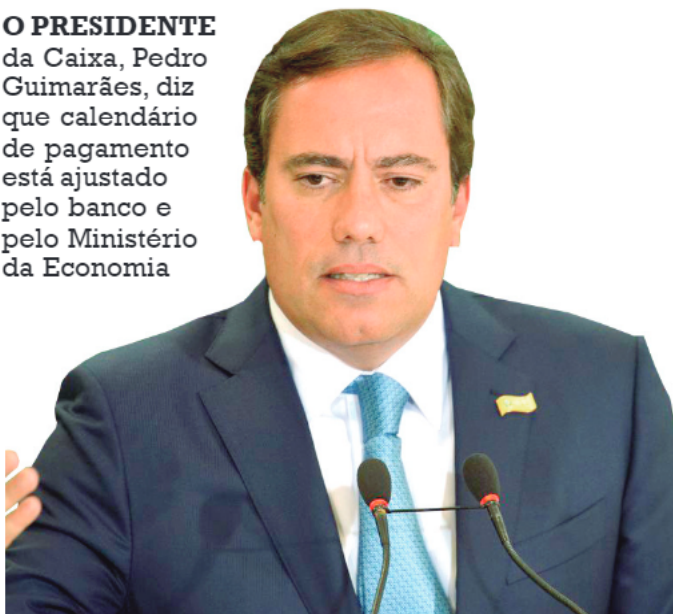 O PRESIDENTE
da Caixa, Pedro
Guimarães, diz
que calendário
de pagamento
está ajustado
pelo banco e
pelo Ministério
da Economia